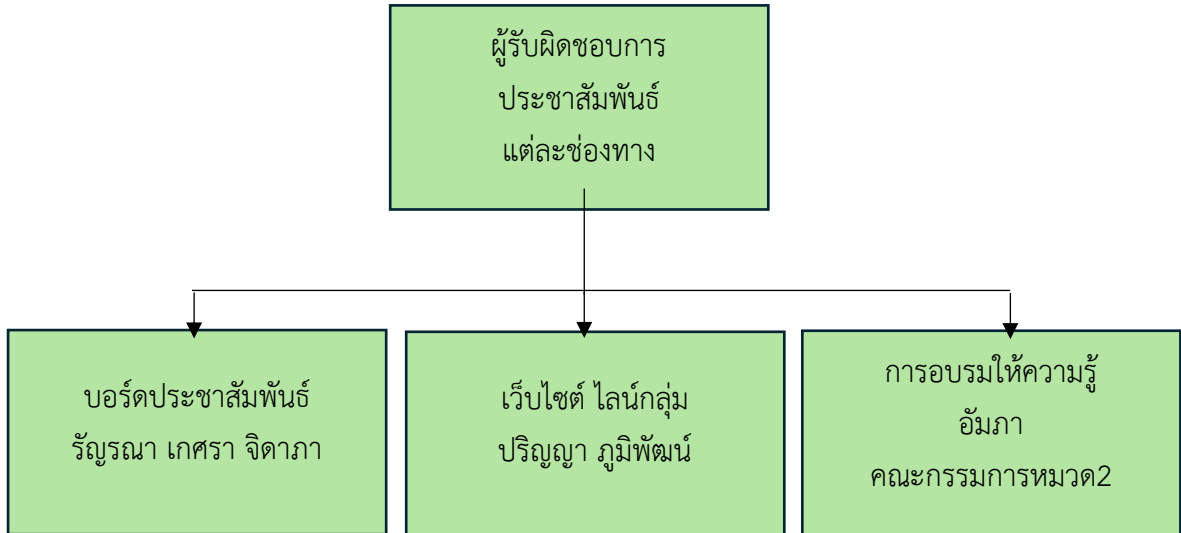 ผู้รับผิดชอบการ
ประชาสัมพันธ์
แต่ละช่องทาง
บอร์ดประชาสัมพันธ์
รัญรณา เกศรา จิดาภา
เว็บไซต์ ไลน์กลุ่ม
ปริญญา ภูมิพัฒน์
การอบรมให้ความรู้
อัมภา
คณะกรรมการหมวด2